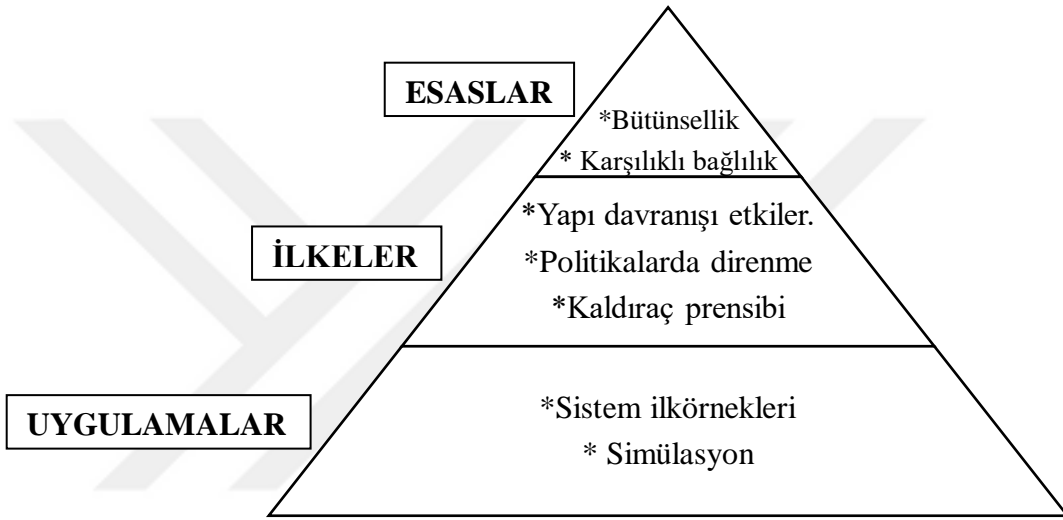 ESASLAR
*Bütünsellik
* Karşılıklı bağlılık
İLKELER
*Yapı davranışı etkiler.
*Politikalarda direnme
*Kaldıraç prensibi
UYGULAMALAR
*Sistem ilkörnekleri
* Simülasyon